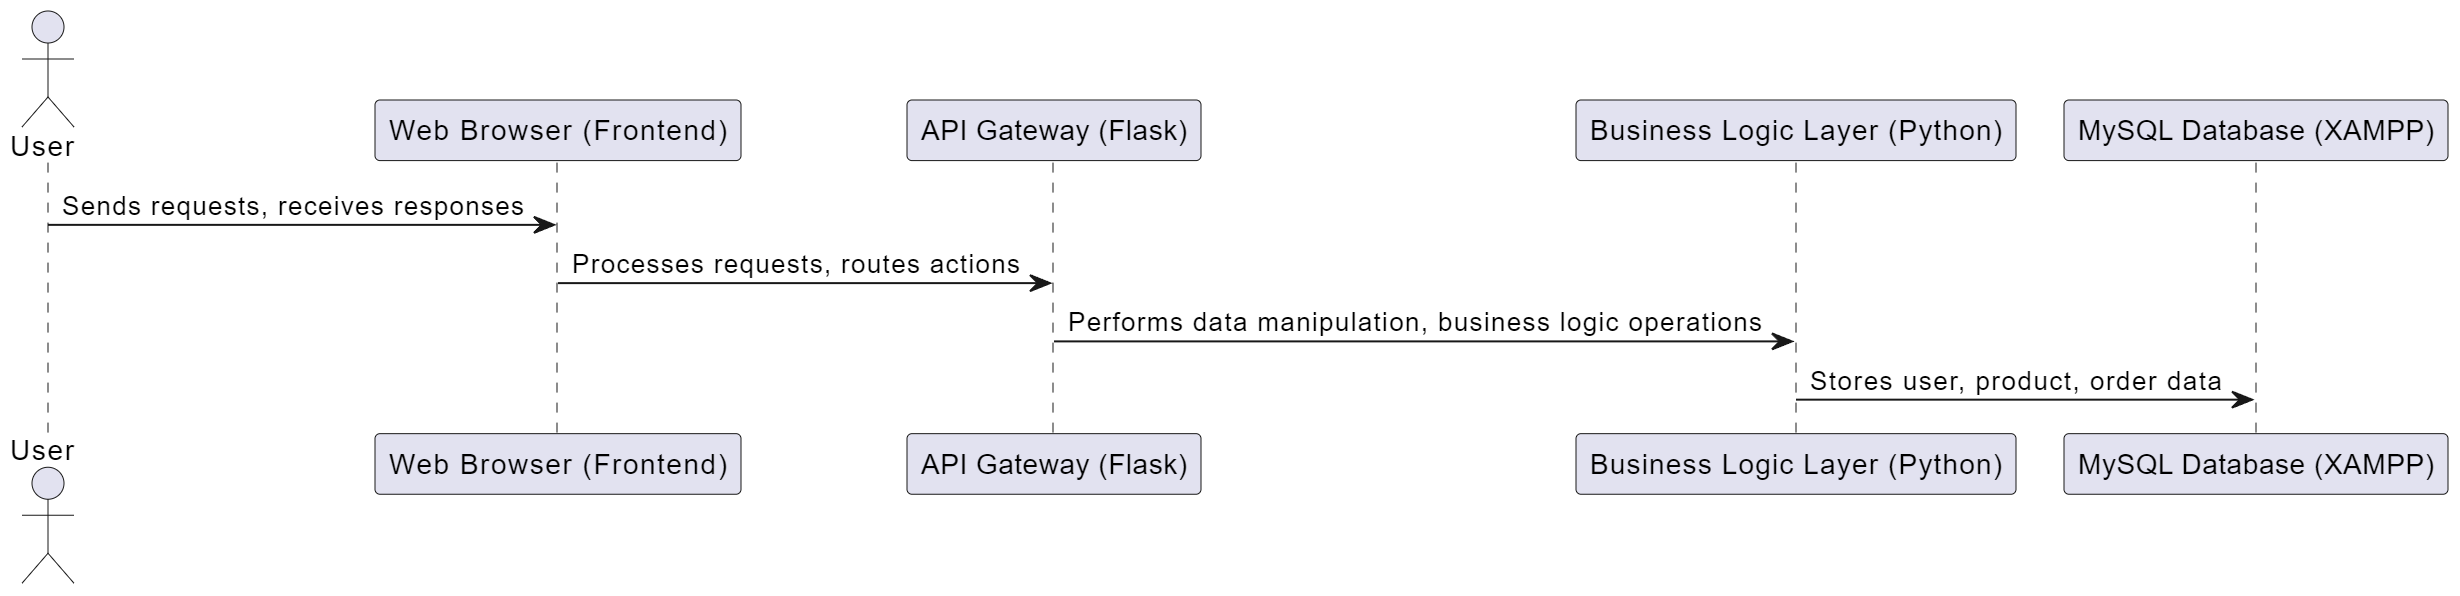 User
Web Browser (Frontend)
API Gateway (Flask)
Business Logic Layer (Python)
MySQL Database (XAMPP)
Sends requests, receives responses
Processes requests, routes actions
Performs data manipulation, business logic operations
Stores user, product, order data
User
Web Browser (Frontend)
API Gateway (Flask)
Business Logic Layer (Python)
MySQL Database (XAMPP)